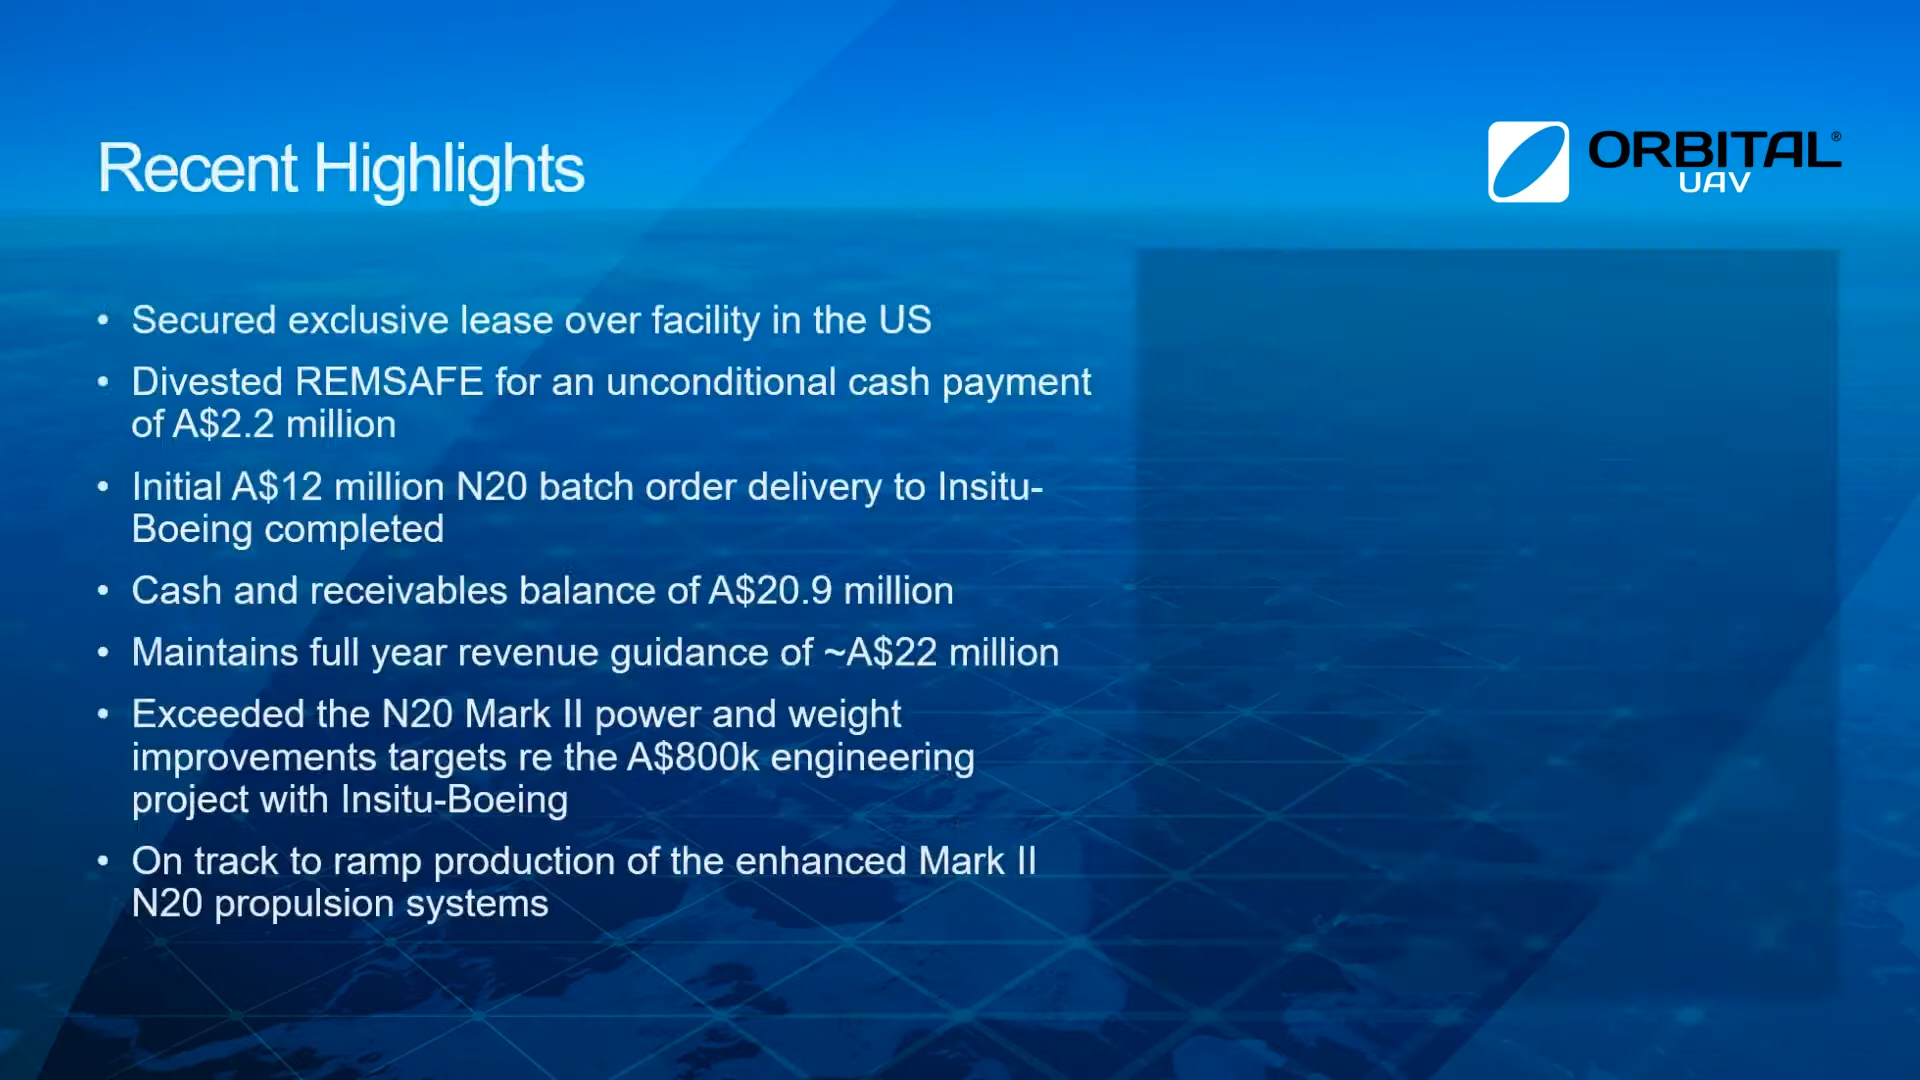 Recent Highlights
ORBITAL®
UAV
• Secured exclusive lease over facility in the US
• Divested REMSAFE for an unconditional cash payment
of A$2.2 million
• Initial A$12 million N20 batch order delivery to Insitu-
Boeing completed
• Cash and receivables balance of A$20.9 million
• Maintains full year revenue guidance of ~A$22 million
• Exceeded the N20 Mark II power and weight
improvements targets re the A$800k engineering
project with Insitu-Boeing
• On track to ramp production of the enhanced Mark II
N20 propulsion systems